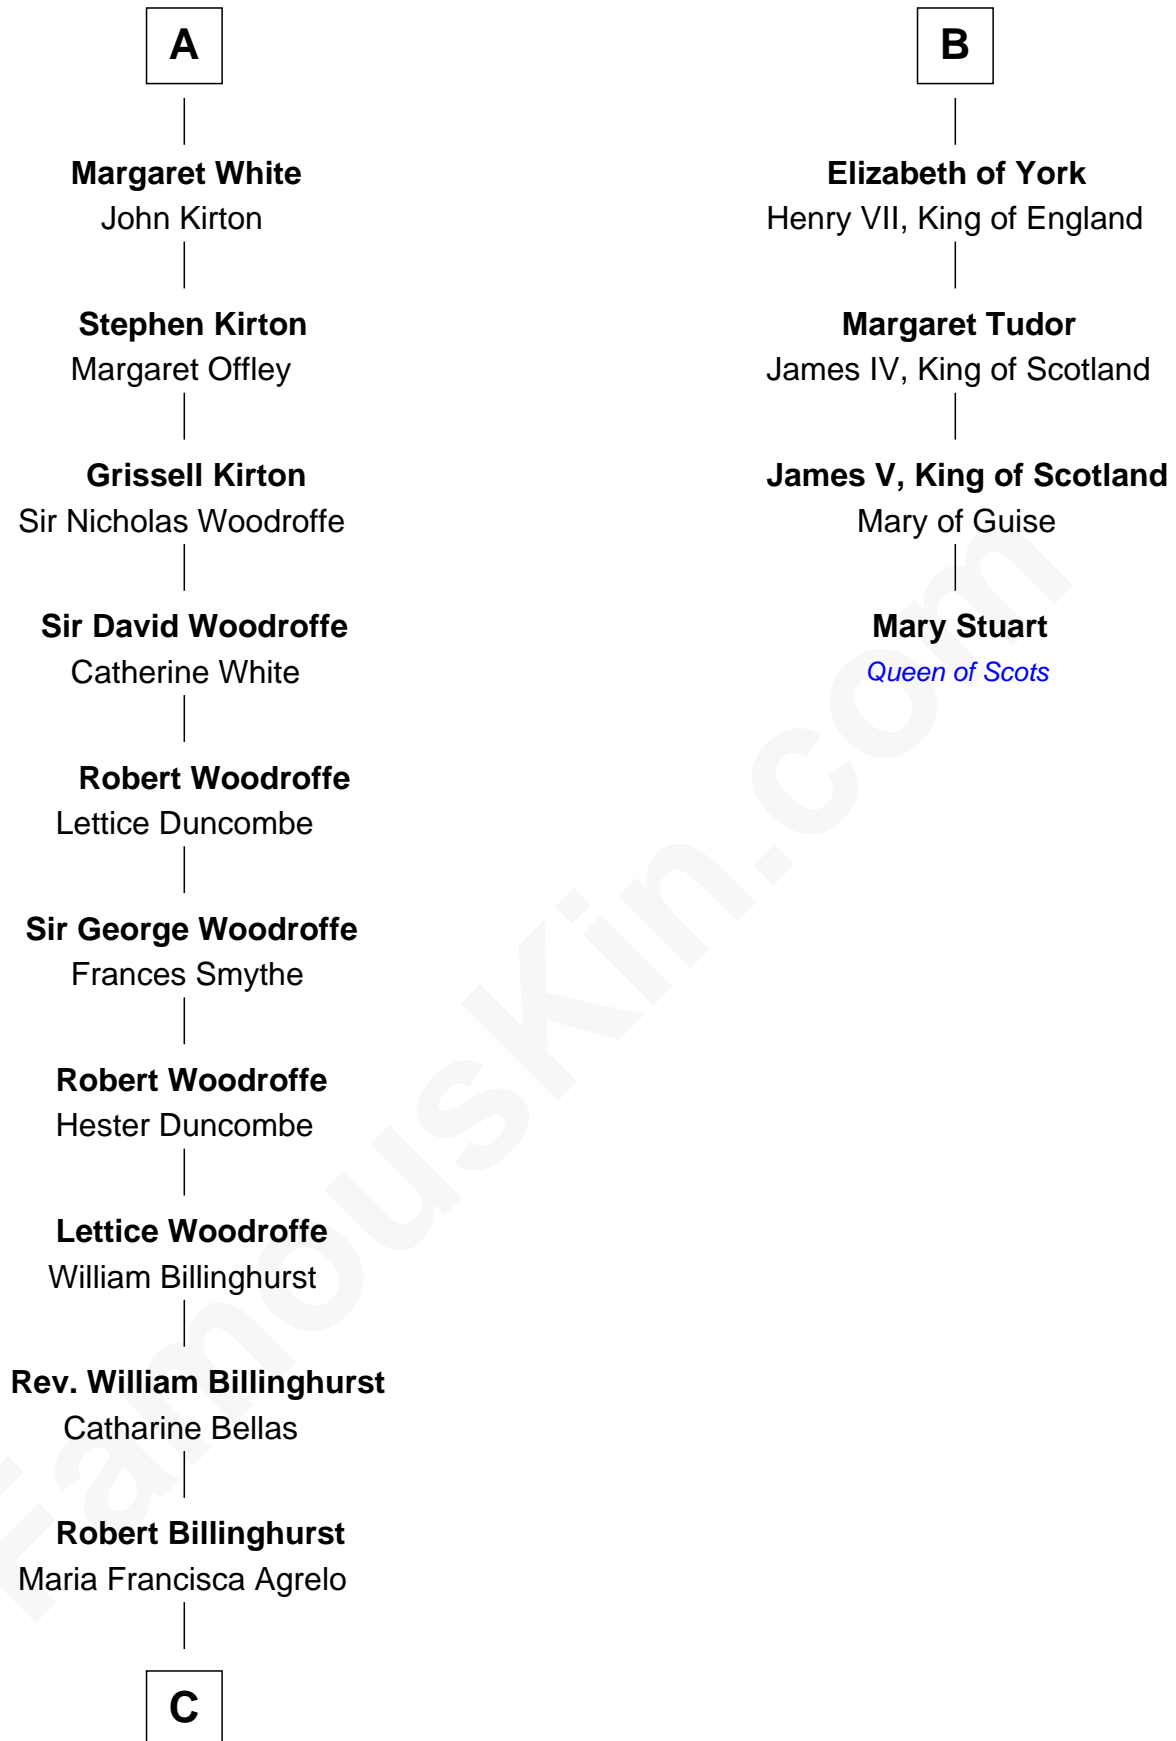 A
Margaret White
John Kirton
Stephen Kirton
Margaret Offley
Grissell Kirton
Sir Nicholas Woodroffe
Sir David Woodroffe
Catherine White
Robert Woodroffe
Lettice Duncombe
Sir George Woodroffe
Frances Smythe
Robert Woodroffe
Hester Duncombe
Lettice Woodroffe
William Billinghurst
Rev. William Billinghurst
Catharine Bellas
Robert Billinghurst
Maria Francisca Agrelo
C
B
Elizabeth of York
Henry VII, King of England
Margaret Tudor
James IV, King of Scotland
James V, King of Scotland
Mary of Guise
Mary Stuart
Queen of Scots
FamousKin.com